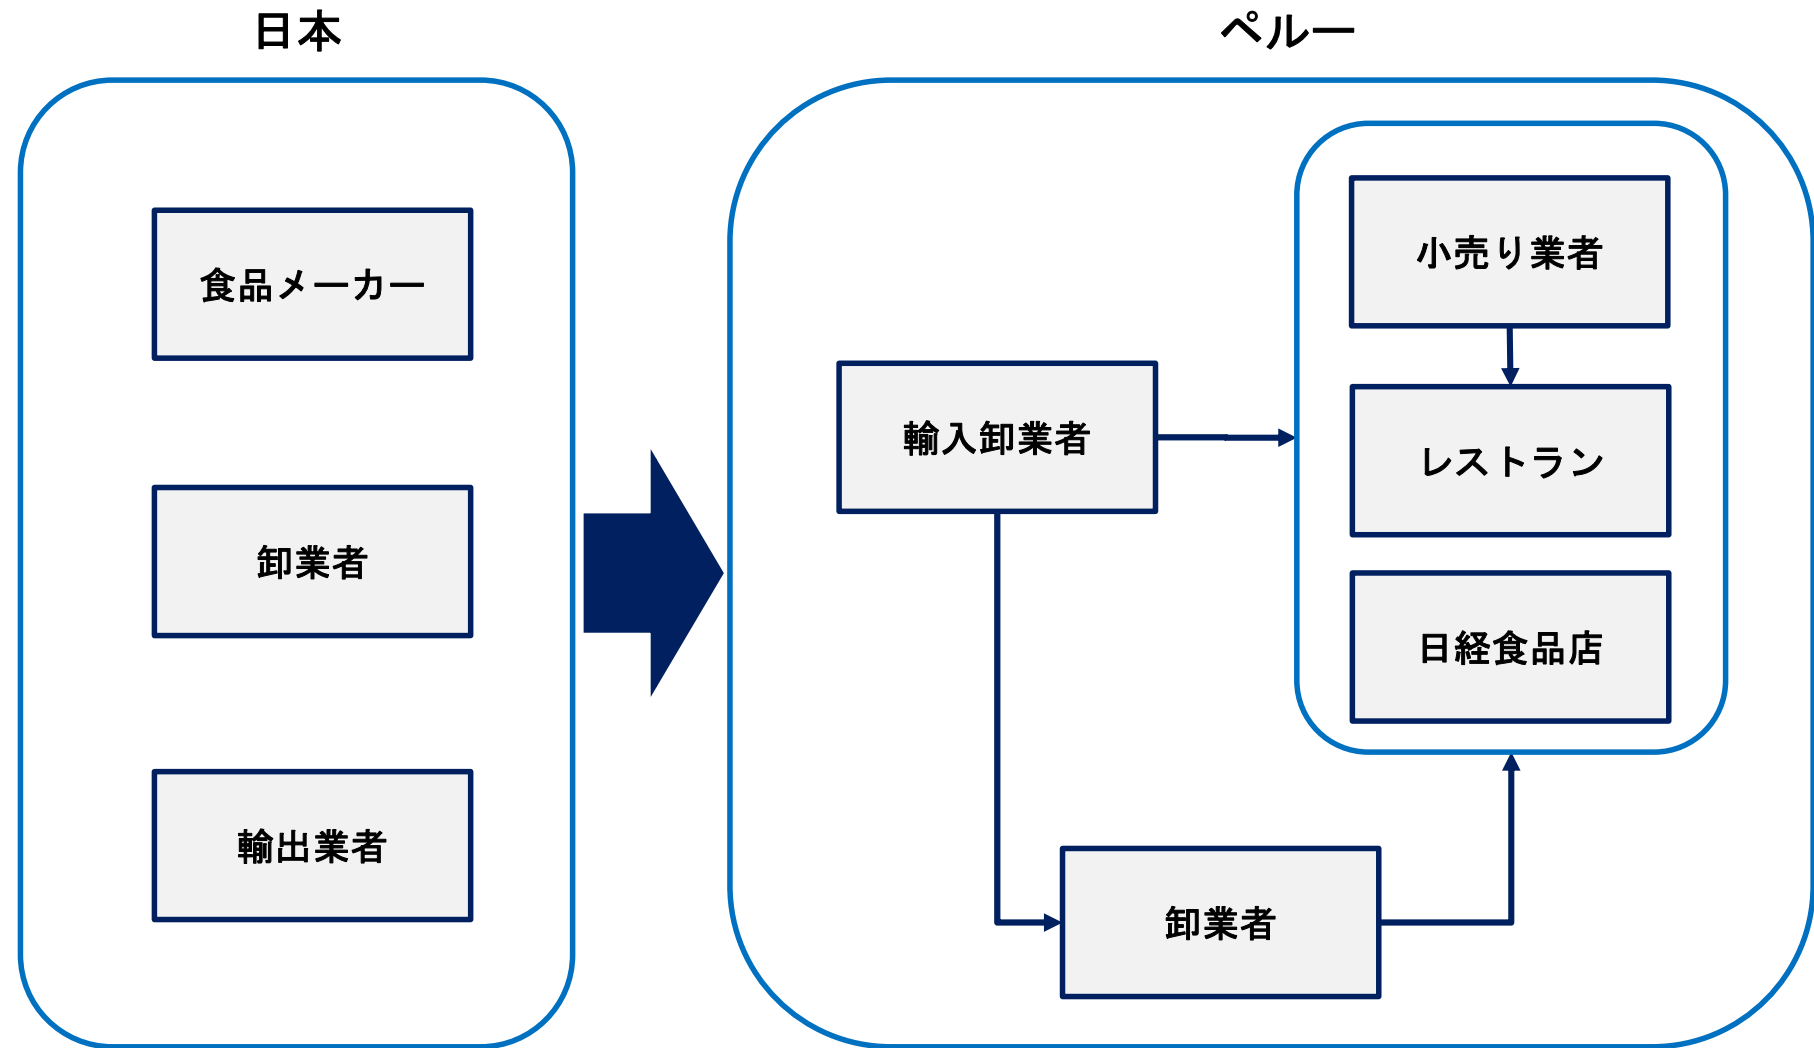 日本
食品メーカー
卸業者
輸出業者
ペルー
輸入卸業者
小売り業者
レストラン
日経食品店
卸業者